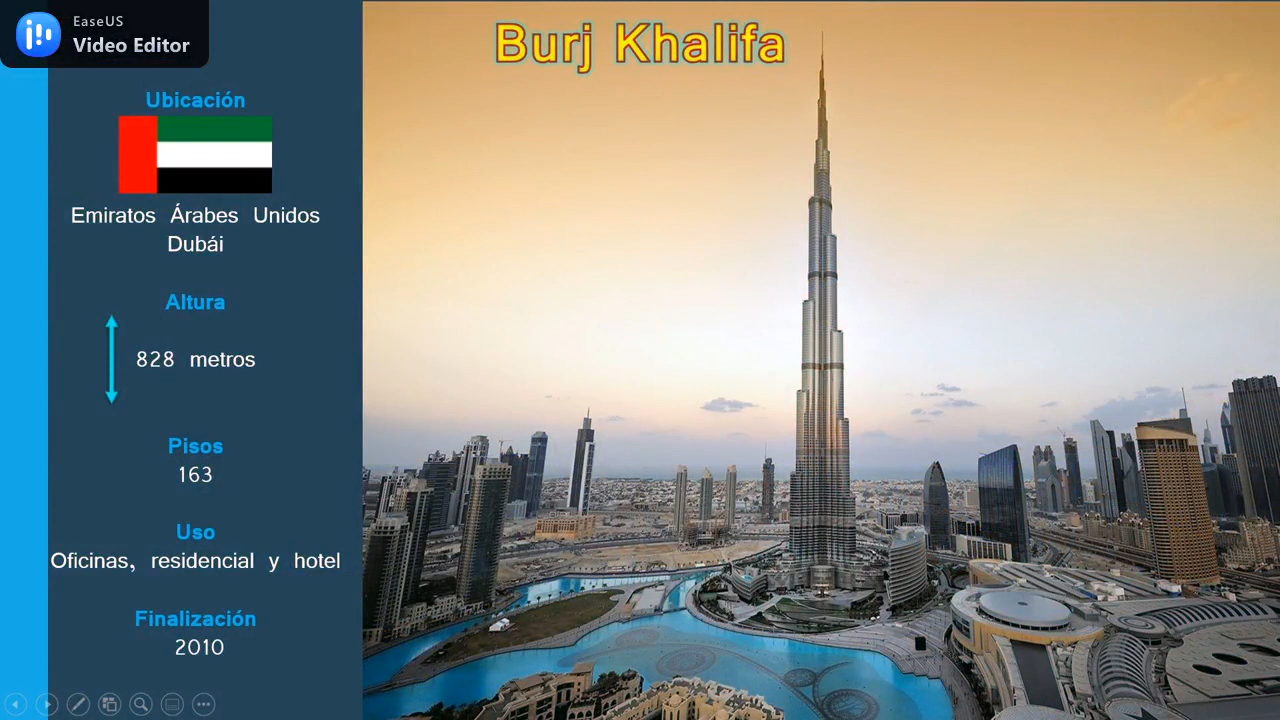 EaseUS
Video Editor
Burj Khalifa
Ubicación
Emiratos Árabes Unidos
Dubái
Altura
828 metros
Pisos
163
Uso
Oficinas, residencial y hotel
Finalización
2010